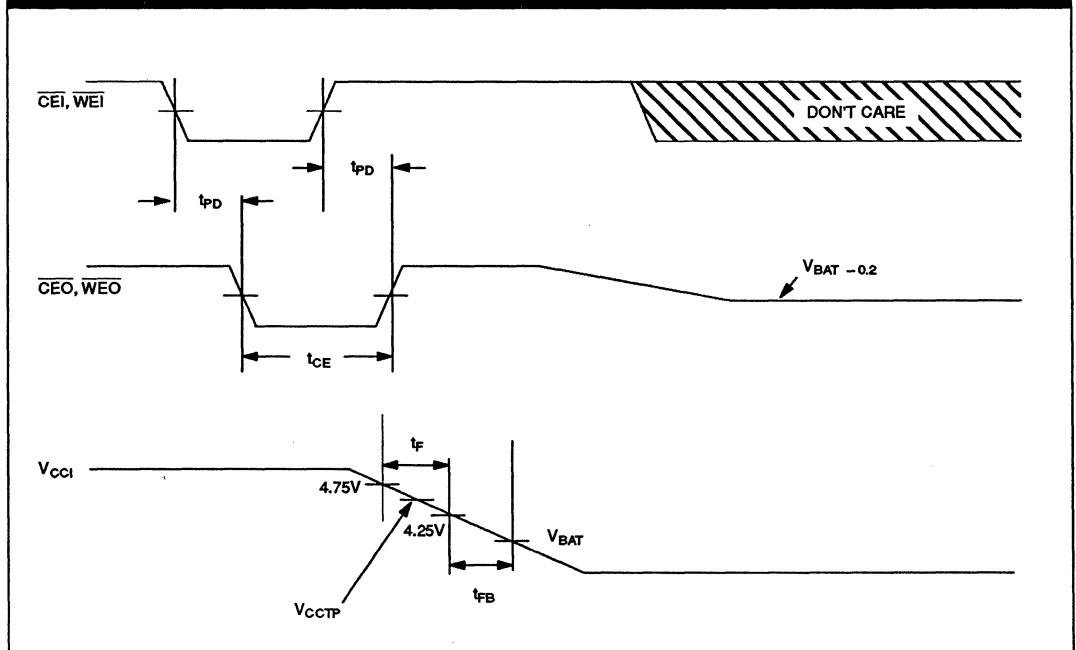 CEI, WEI
DON'T CARE
tPD
tPD
CEO, WEO
VBAT –0.2
tCE
VCCI
tF
4.75V
4.25V
VBAT
tFB
VCCTP